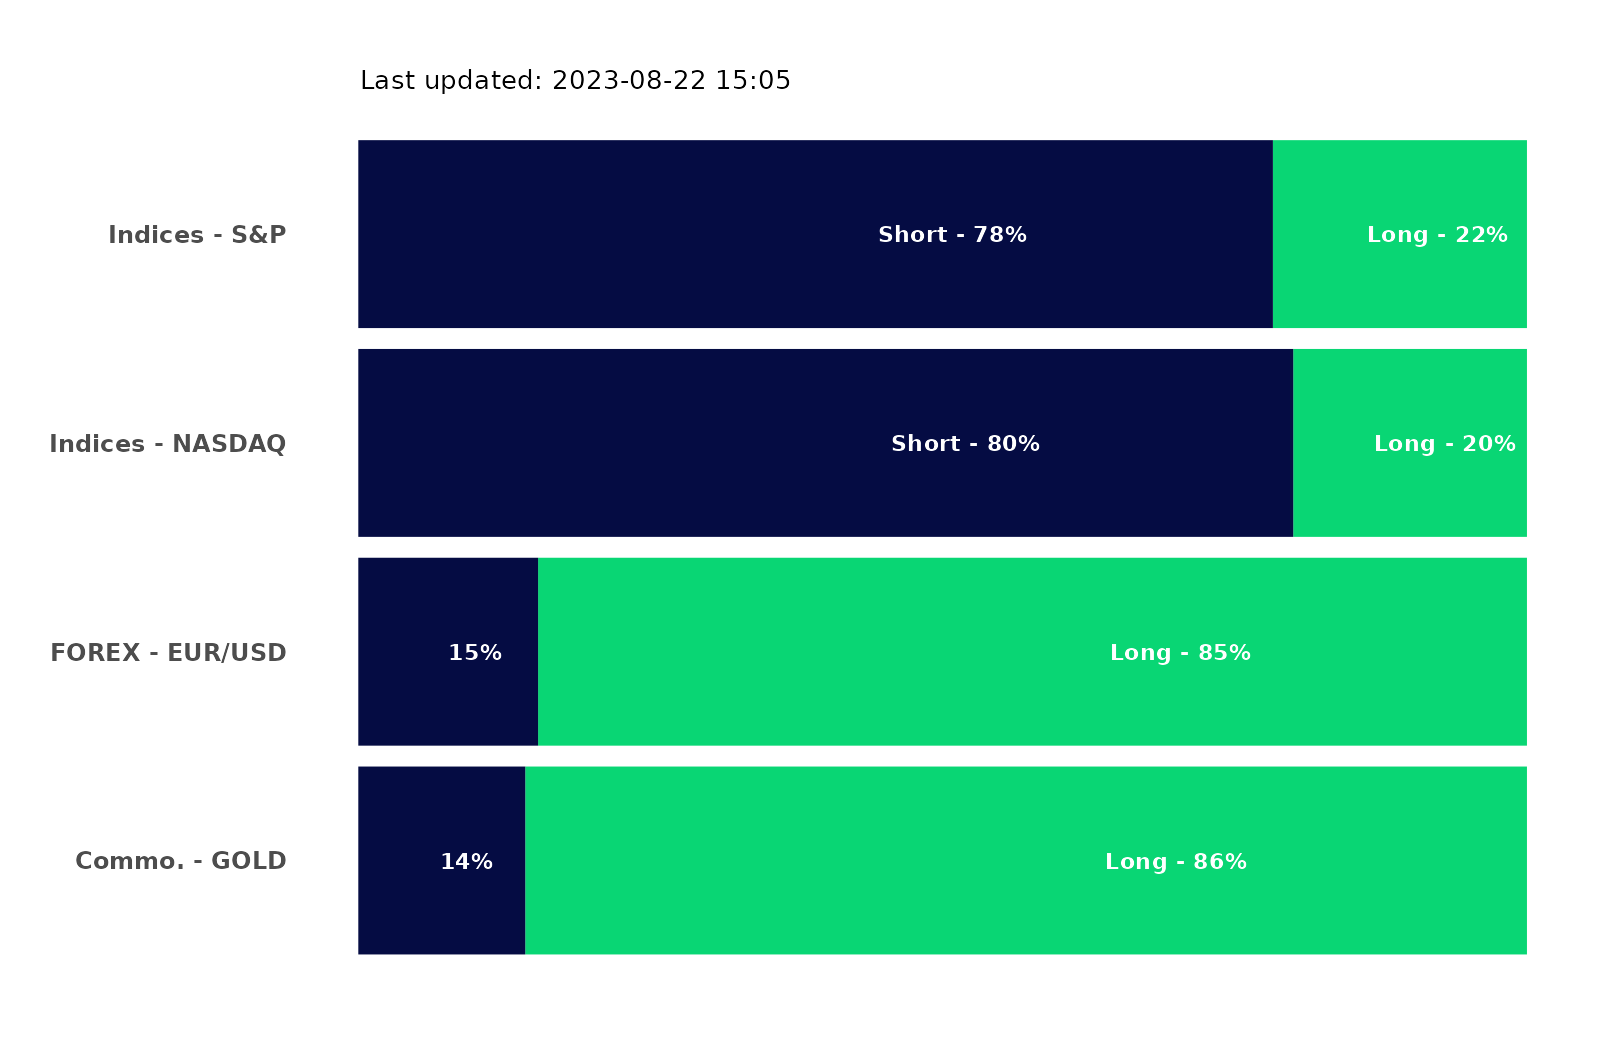 Last updated: 2023-08-22 15:05
Indices - S&P Short - 78% Long - 22%
Indices - NASDAQ Short - 80% Long - 20%
FOREX - EUR/USD 15% Long - 85%
Commo. - GOLD 14% Long - 86%